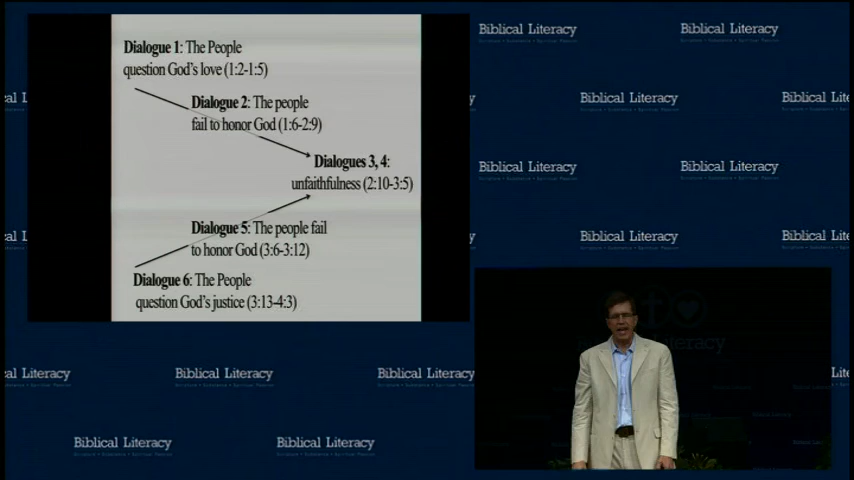 Dialogue 1: The People
question God's love (1:2-1:5)
Dialogue 2: The people
fail to honor God (1:6-2:9)
Dialogues 3, 4:
unfaithfulness (2:10-3:5)
Dialogue 5: The people fail
to honor God (3:6-3:12)
Dialogue 6: The People
question God's justice (3:13-4:3)
Biblical Literacy
Biblical Literacy
Biblical Literacy
Biblical Literacy
Biblical Literacy
Biblical Literacy
Biblical Literacy
Biblical Literacy
Biblical Literacy
Biblical Literacy
Biblical Literacy
Biblical Literacy
Biblical Literacy